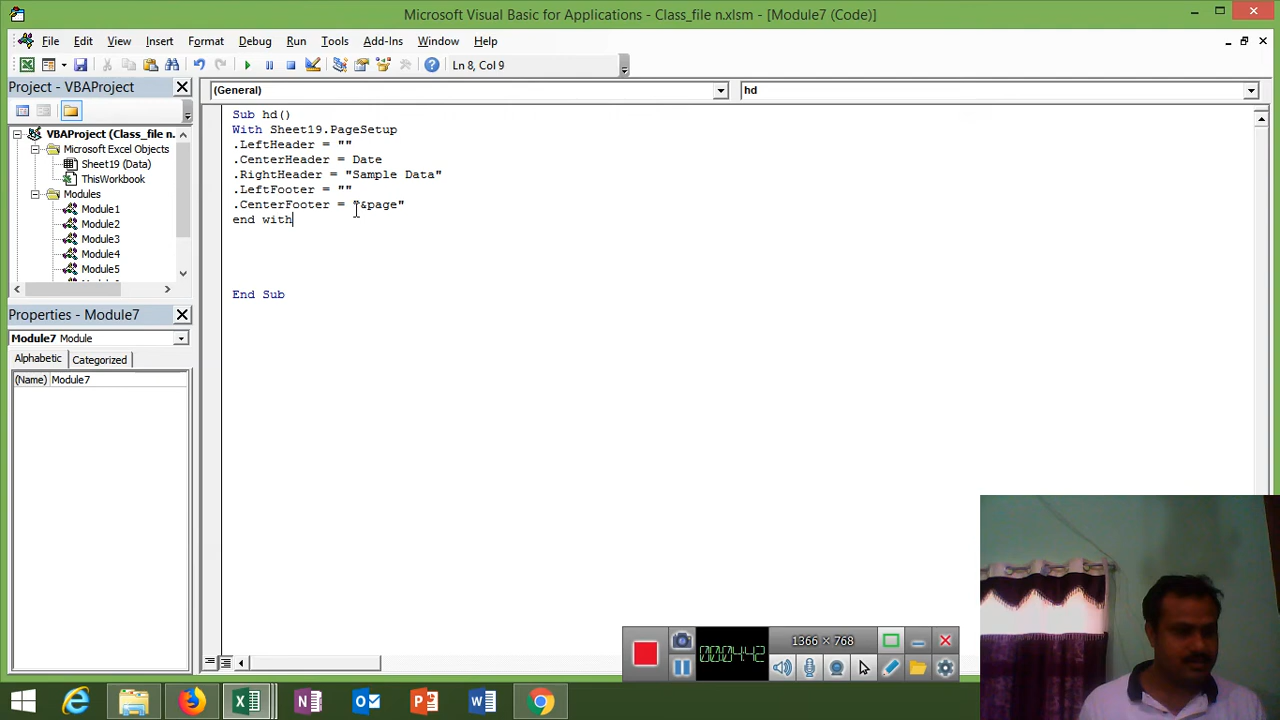 Microsoft Visual Basic for Applications - Class_file n.xlsm - [Module7 (Code)]
File Edit View Insert Format Debug Run Tools Add-Ins Window Help
Ln 8, Col 9
Project - VBAProject
(General)
hd
VBAProject (Class_file n.
Microsoft Excel Objects
Sheet19 (Data)
ThisWorkbook
Modules
Module1
Module2
Module3
Module4
Module5
Sub hd()
With Sheet19.PageSetup
.LeftHeader = ""
.CenterHeader = Date
.RightHeader = "Sample Data"
.LeftFooter = ""
.CenterFooter = "&page"
end with
End Sub
Properties - Module7
Module7 Module
Alphabetic Categorized
(Name) Module7
00:04:42
1366 × 768